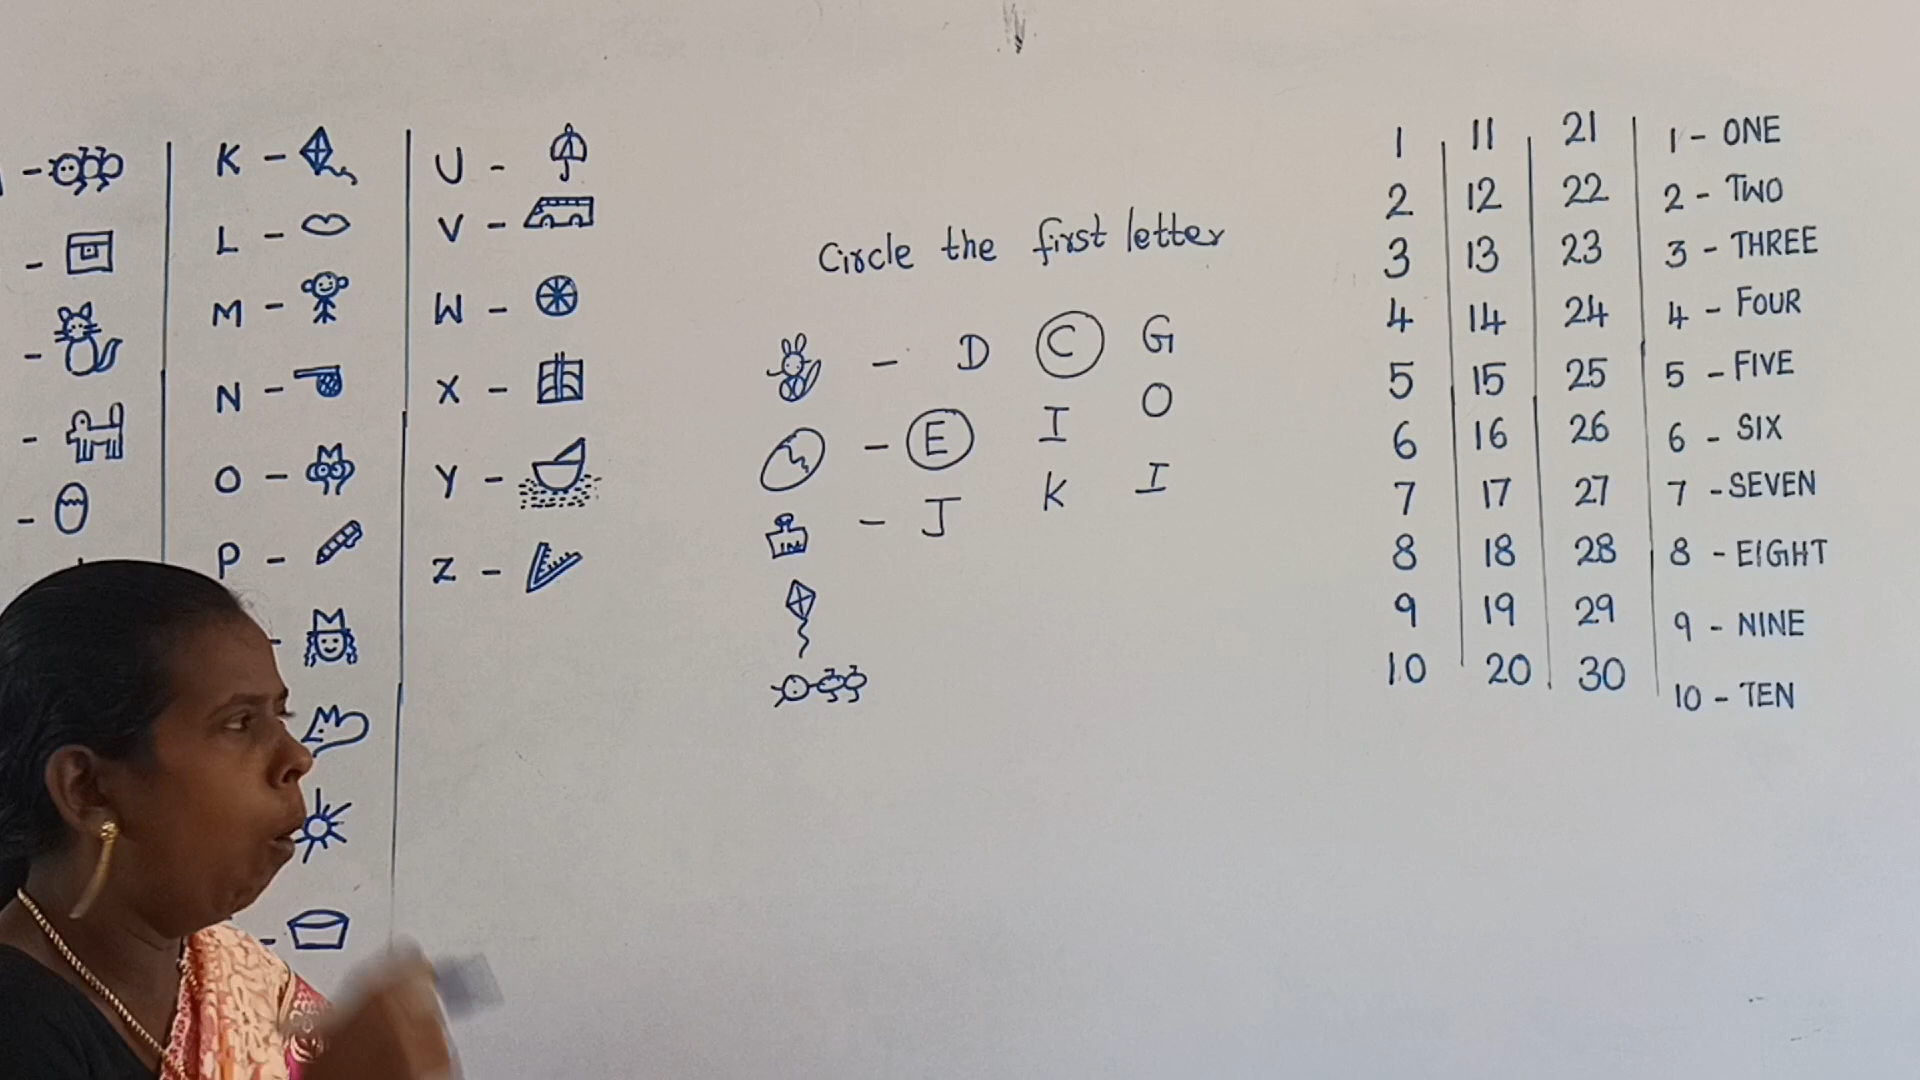 K -
L -
M -
N -
O -
P -
U -
V -
W -
X -
Y -
Z -
Circle the first letter
- D C G
- E I O
- J K I
IN
1 11 21
2 12 22
3 13 23
4 14 24
5 15 25
6 16 26
7 17 27
8 18 28
9 19 29
10 20 30
1 - ONE
2 - TWO
3 - THREE
4 - FOUR
5 - FIVE
6 - SIX
7 - SEVEN
8 - EIGHT
9 - NINE
10 - TEN